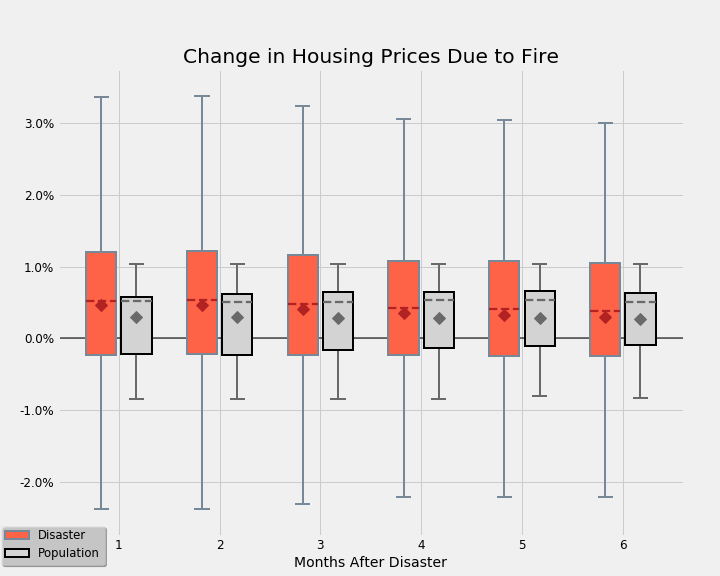 Change in Housing Prices Due to Fire
3.0%
2.0%
1.0%
0.0%
-1.0%
-2.0%
1 2 3 4 5 6
Months After Disaster
Disaster
Population